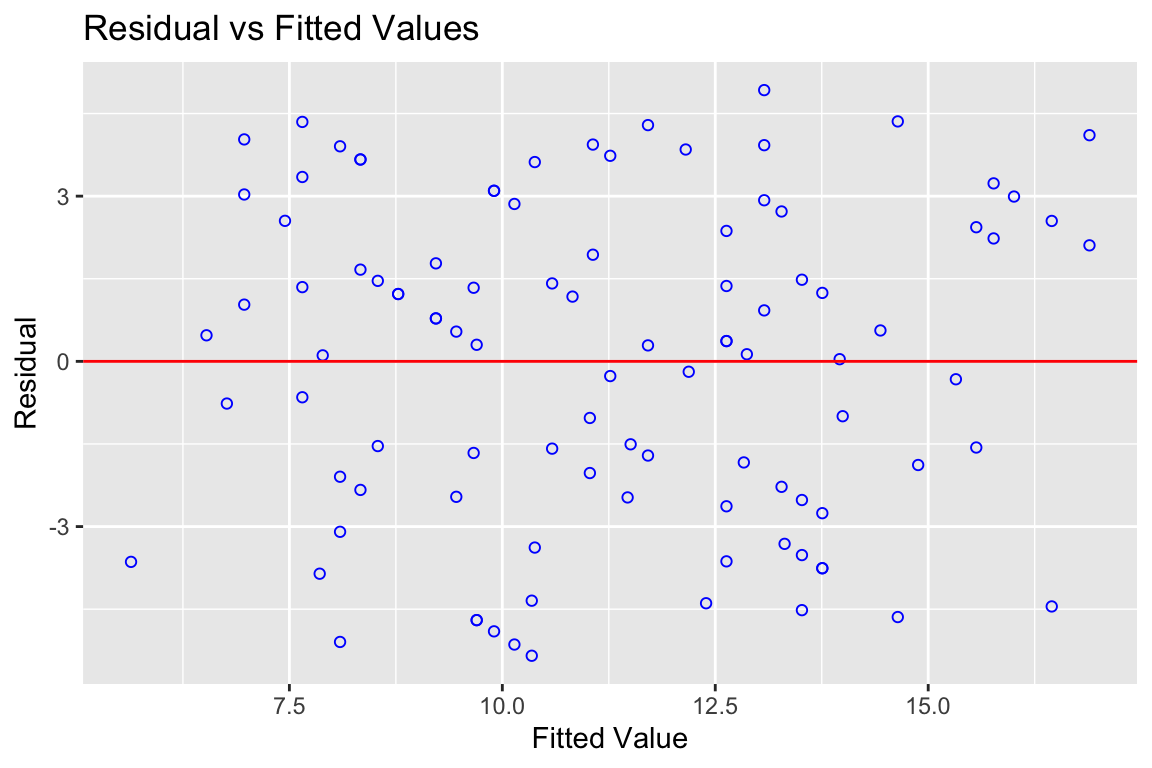 Residual vs Fitted Values
Residual
3
0
-3
7.5 10.0 12.5 15.0
Fitted Value